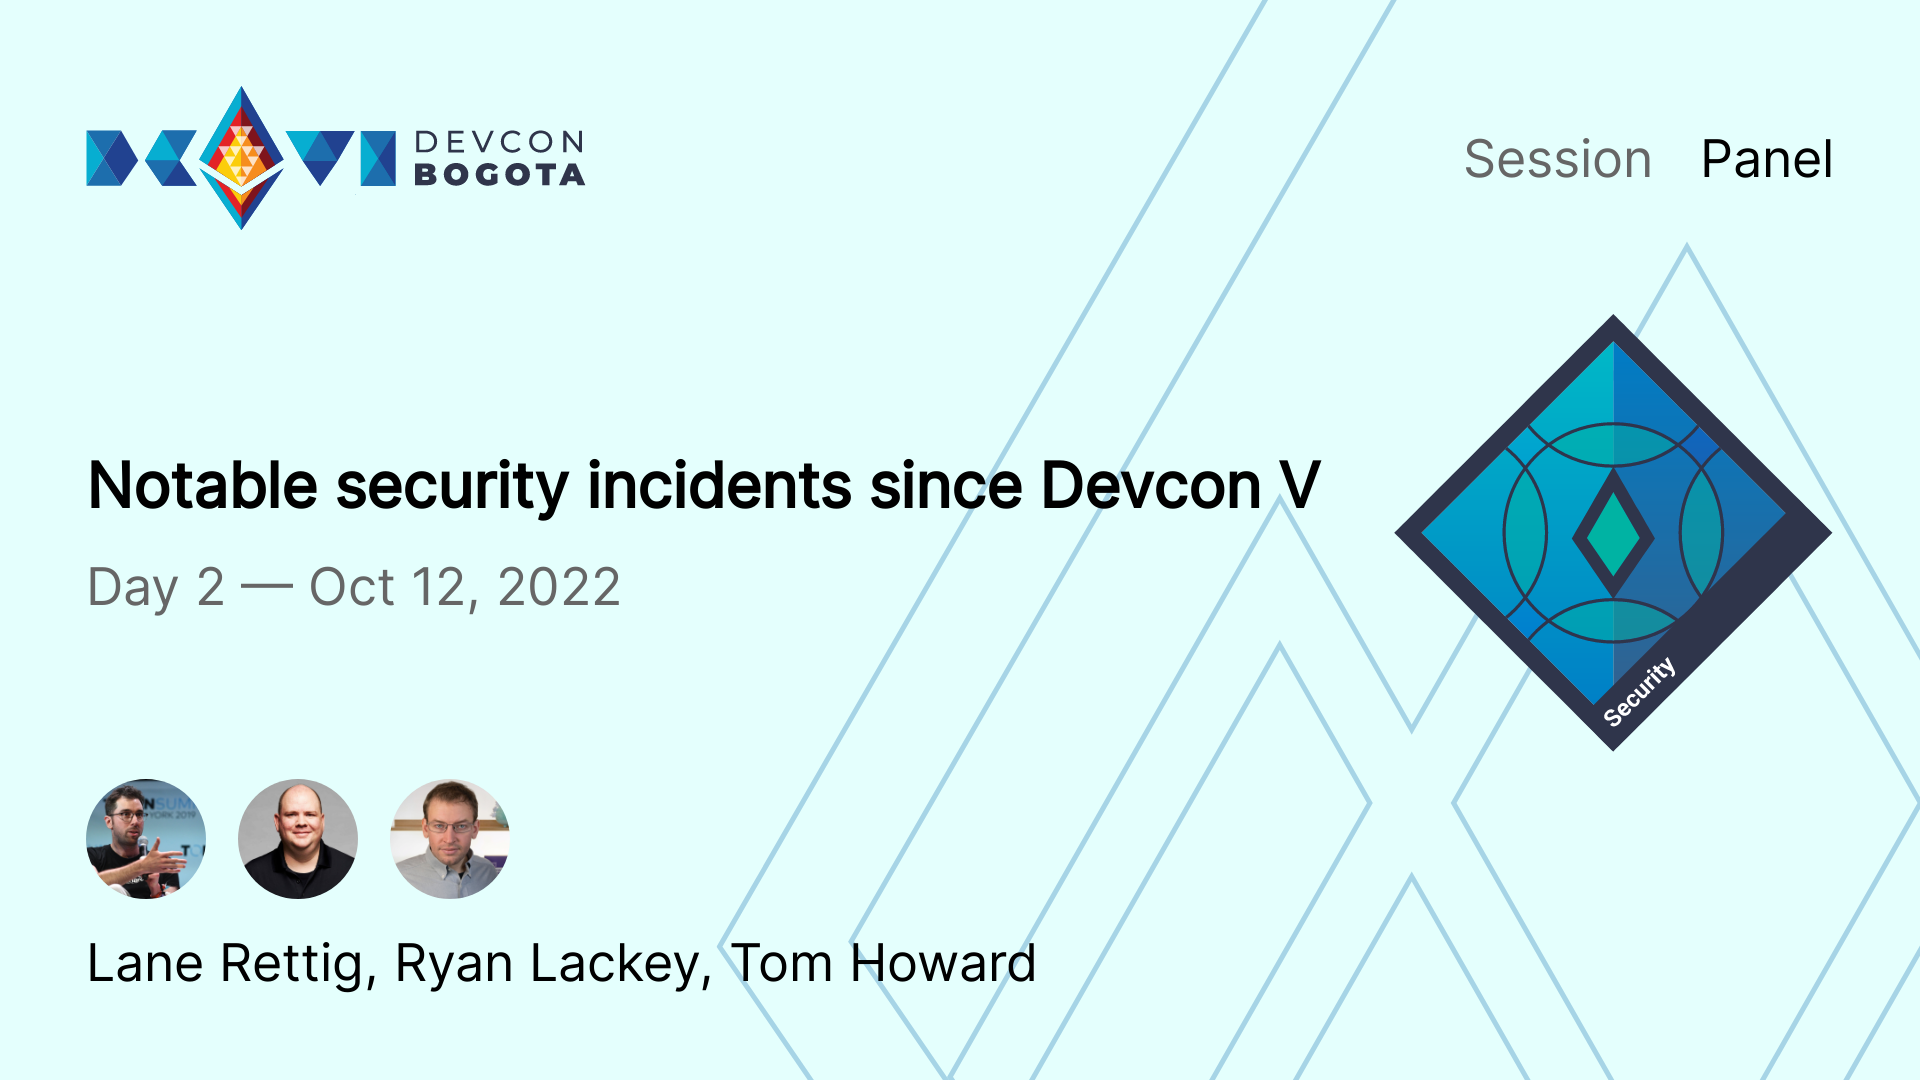 DEVCON
BOGOTA
Session Panel
Notable security incidents since Devcon V
Day 2 — Oct 12, 2022
Security
Lane Rettig, Ryan Lackey, Tom Howard